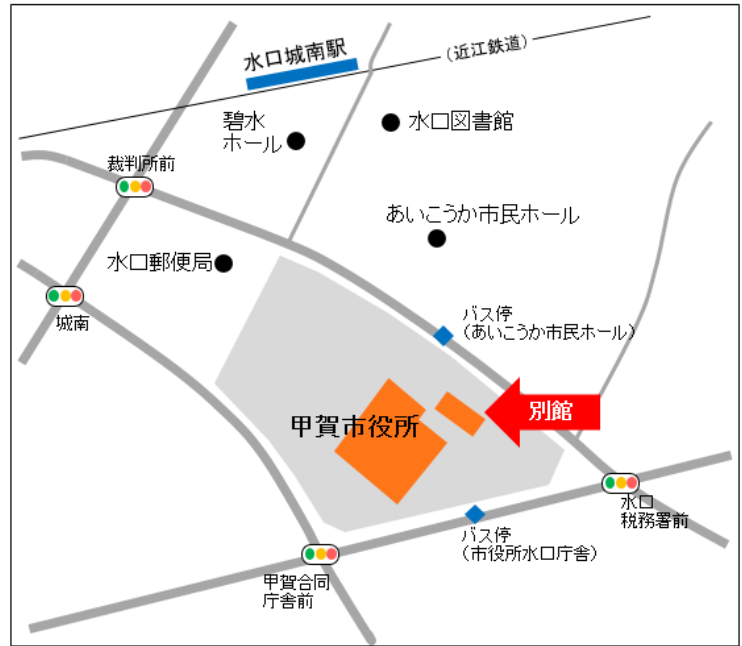 水口城南駅
(近江鉄道)
碧水
ホール
水口図書館
裁判所前
あいこうか市民ホール
水口郵便局
城南
バス停
(あいこうか市民ホール)
別館
甲賀市役所
水口
税務署前
バス停
(市役所水口庁舎)
甲賀合同
庁舎前